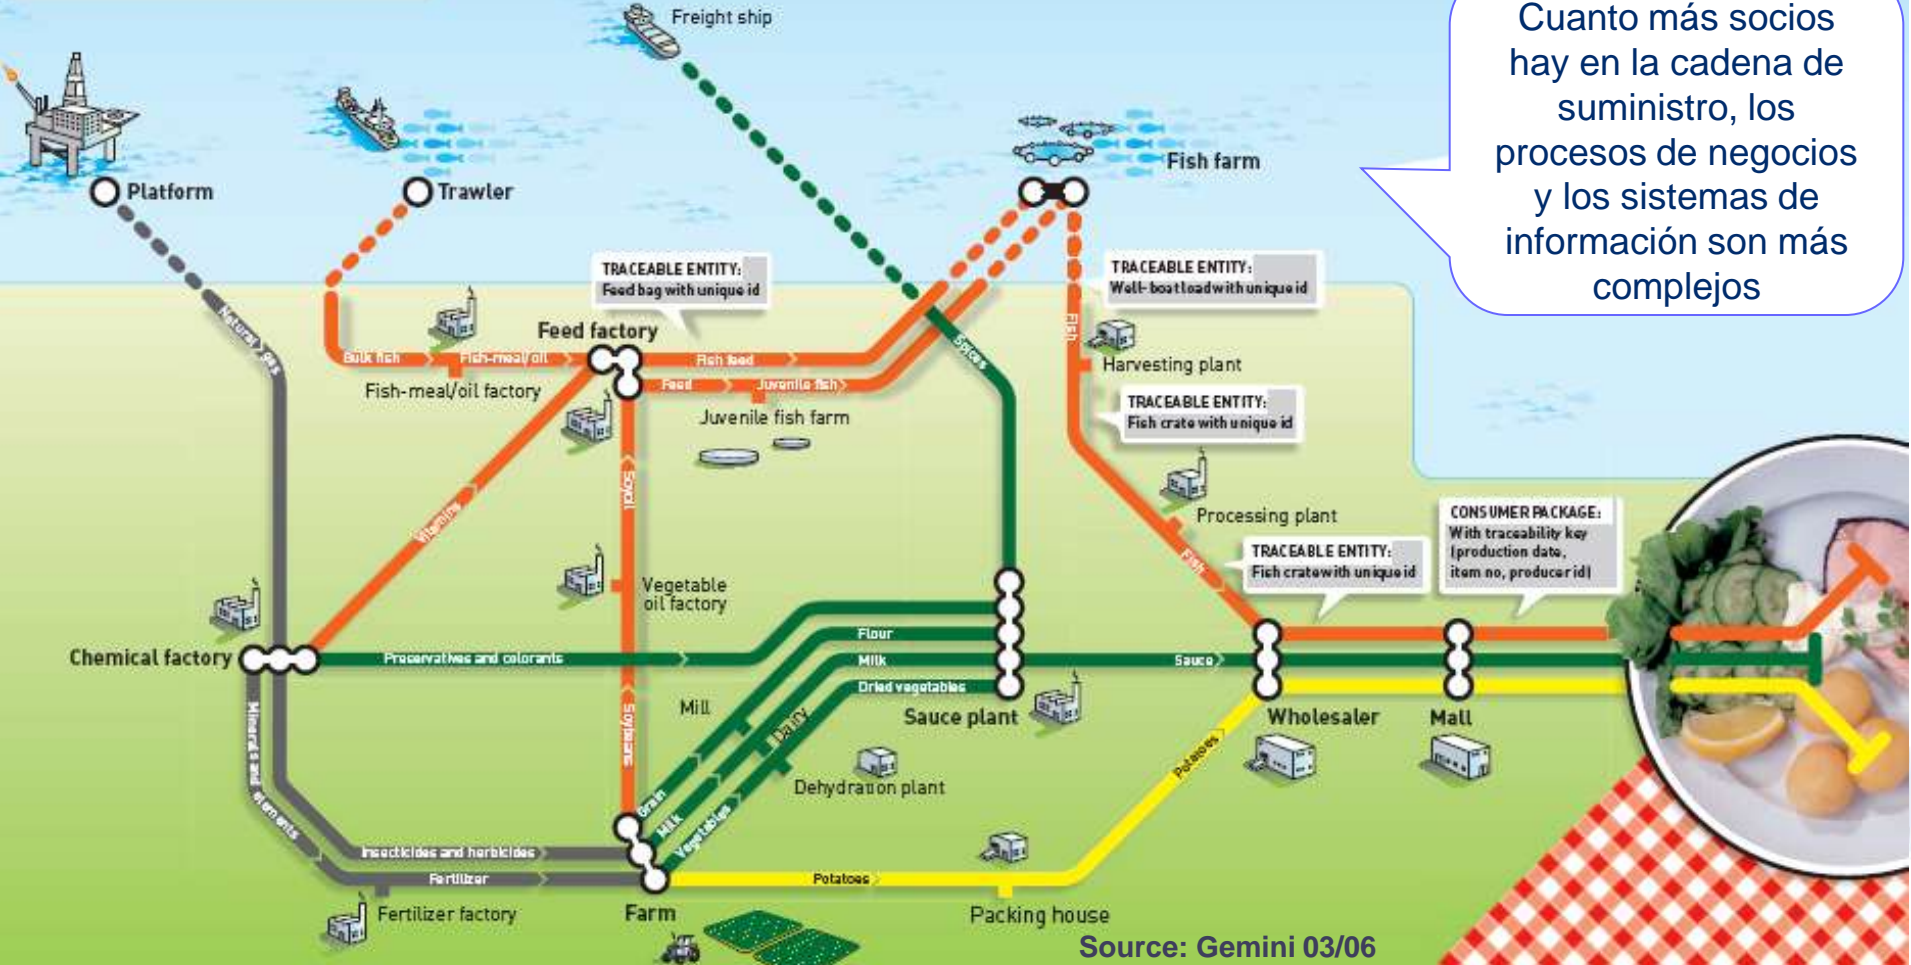 Freight ship
Cuanto más socios
hay en la cadena de
suministro, los
procesos de negocios
y los sistemas de
información son más
complejos
Platform
Trawler
Fish farm
TRACEABLE ENTITY:
Feed bag with unique id
TRACEABLE ENTITY:
Well-boat load with unique id
Natural gas
Feed factory
Bulk fish
Fish-meal/oil
Fish feed
Fish
Spices
Harvesting plant
Fish-meal/oil factory
Feed
Juvenile fish
Juvenile fish farm
TRACEABLE ENTITY:
Fish crate with unique id
Vitamins
Soyoil
Processing plant
CONSUMER PACKAGE:
With traceability key
(production date,
item no, producer id)
TRACEABLE ENTITY:
Fish crate with unique id
Fish
Vegetable
oil factory
Chemical factory
Preservatives and colorants
Flour
Milk
Dried vegetables
Sauce
Minerals and elements
Soybeans
Mill
Dairy
Sauce plant
Wholesaler
Mall
Potatoes
Dehydration plant
Grain
Milk
Vegetables
Insecticides and herbicides
Fertilizer
Potatoes
Fertilizer factory
Farm
Packing house
Source: Gemini 03/06